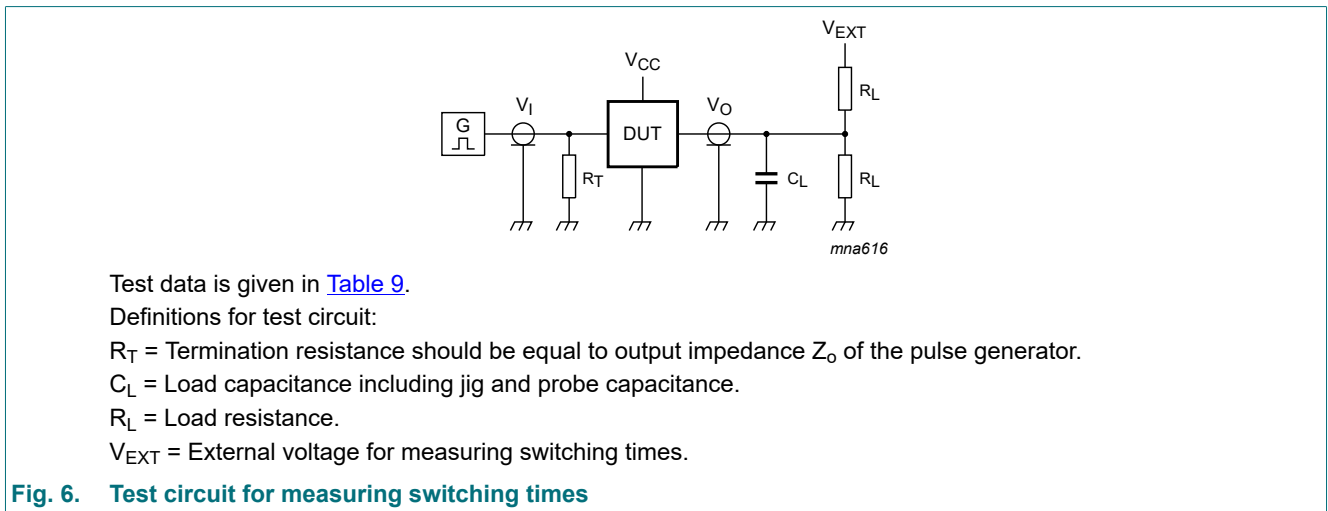 VEXT
VCC
RL
VI
VO
G
DUT
RT
CL
RL
mna616
Test data is given in Table 9.
Definitions for test circuit:
RT = Termination resistance should be equal to output impedance Zo of the pulse generator.
CL = Load capacitance including jig and probe capacitance.
RL = Load resistance.
VEXT = External voltage for measuring switching times.
Fig. 6. Test circuit for measuring switching times